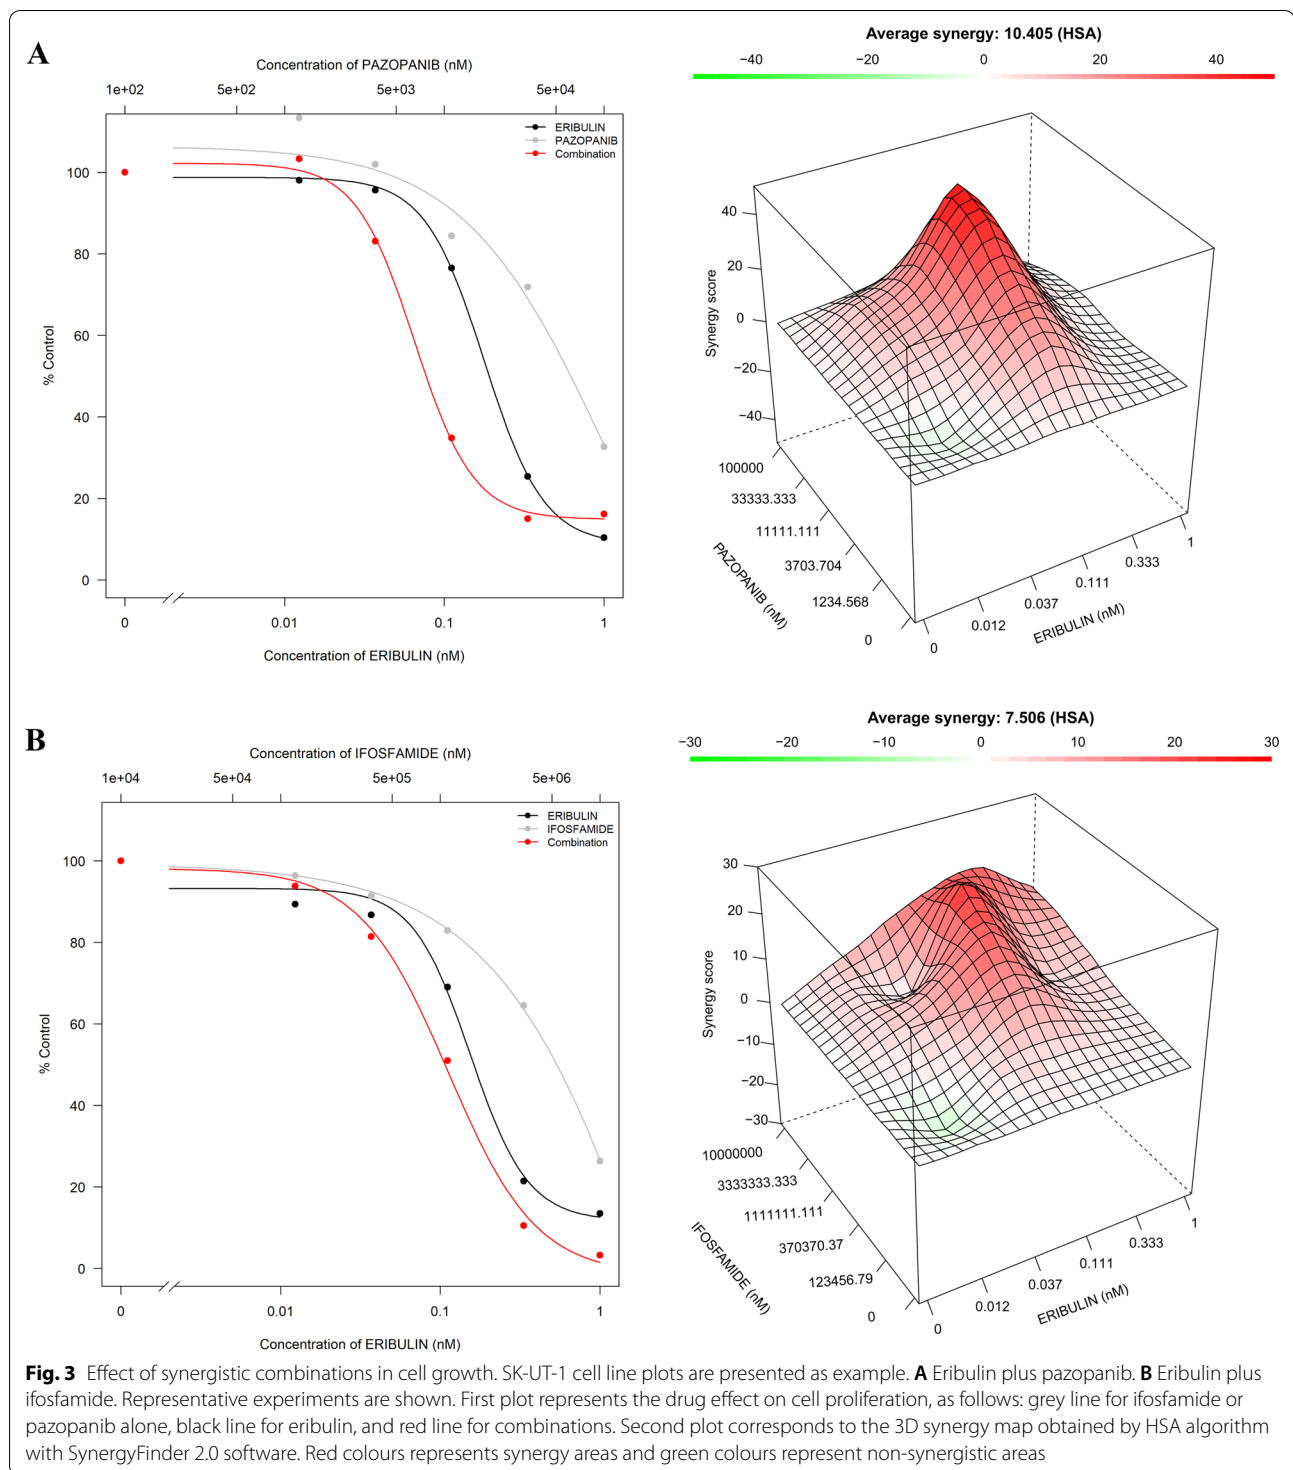 A
Concentration of PAZOPANIB (nM)
1e+02 5e+02 5e+03 5e+04
ERIBULIN
PAZOPANIB
Combination
100
80
60
40
20
0
% Control
0 0.01 0.1 1
Concentration of ERIBULIN (nM)
Average synergy: 10.405 (HSA)
−40 −20 0 20 40
40
20
0
−20
−40
Synergy score
100000
33333.333
11111.111
3703.704
1234.568
0
PAZOPANIB (nM)
0 0.012 0.037 0.111 0.333 1
ERIBULIN (nM)
B
Concentration of IFOSFAMIDE (nM)
1e+04 5e+04 5e+05 5e+06
ERIBULIN
IFOSFAMIDE
Combination
100
80
60
40
20
0
% Control
0 0.01 0.1 1
Concentration of ERIBULIN (nM)
Average synergy: 7.506 (HSA)
−30 −20 −10 0 10 20 30
30
20
10
0
−10
−20
−30
Synergy score
10000000
3333333.333
1111111.111
370370.37
123456.79
0
IFOSFAMIDE (nM)
0 0.012 0.037 0.111 0.333 1
ERIBULIN (nM)
Fig. 3 Effect of synergistic combinations in cell growth. SK-UT-1 cell line plots are presented as example. A Eribulin plus pazopanib. B Eribulin plus
ifosfamide. Representative experiments are shown. First plot represents the drug effect on cell proliferation, as follows: grey line for ifosfamide or
pazopanib alone, black line for eribulin, and red line for combinations. Second plot corresponds to the 3D synergy map obtained by HSA algorithm
with SynergyFinder 2.0 software. Red colours represents synergy areas and green colours represent non-synergistic areas